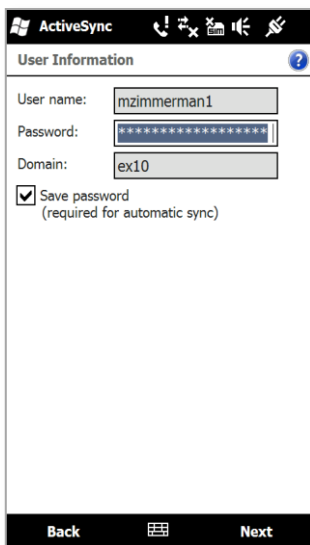 ActiveSync
User Information
User name: mzimmerman1
Password: ******************
Domain: ex10
Save password
(required for automatic sync)
Back Next